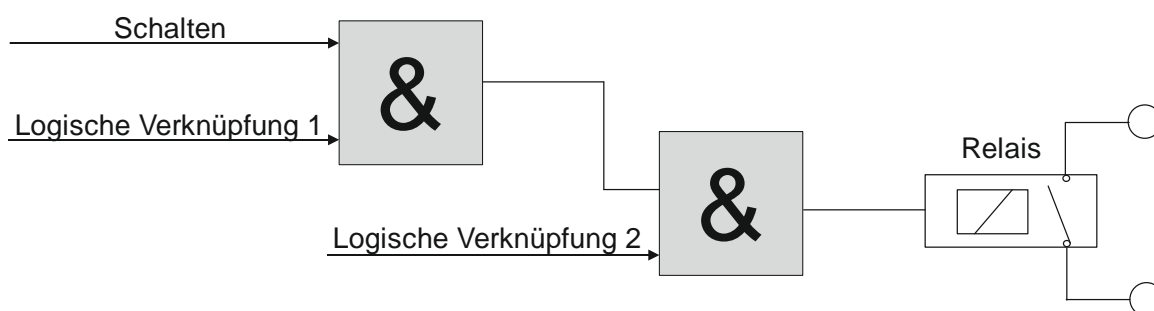 Schalten
&
Logische Verknüpfung 1
Relais
&
Logische Verknüpfung 2